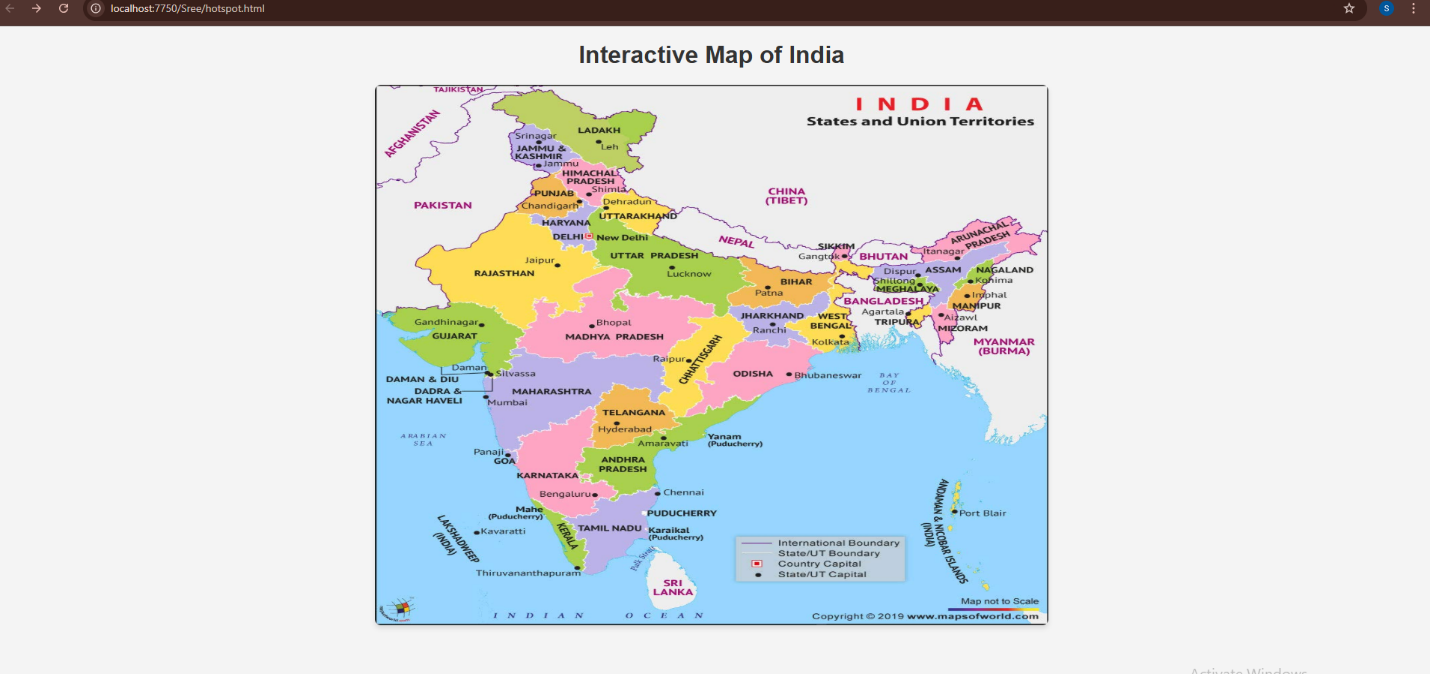 localhost:7750/Sree/hotspot.html
S
Interactive Map of India
INDIA
States and Union Territories
TAJIKISTAN
AFGHANISTAN
LADAKH
Srinagar
Leh
JAMMU &
KASHMIR
Jammu
HIMACHAL
PRADESH
Shimla
CHINA
(TIBET)
PAKISTAN
PUNJAB
Chandigarh
Dehradun
UTTARAKHAND
HARYANA
DELHI
New Delhi
NEPAL
SIKKIM
Gangtok
BHUTAN
ARUNACHAL
PRADESH
Itanagar
Jaipur
RAJASTHAN
UTTAR PRADESH
Lucknow
BIHAR
Patna
Dispur
ASSAM
NAGALAND
Shillong
Kohima
MEGHALAYA
Imphal
MANIPUR
BANGLADESH
Agartala
TRIPURA
Aizawl
MIZORAM
MYANMAR
(BURMA)
Gandhinagar
GUJARAT
Bhopal
MADHYA PRADESH
JHARKHAND
Ranchi
WEST
BENGAL
Kolkata
Raipur
CHHATTISGARH
ODISHA
Bhubaneswar
BAY
OF
BENGAL
Daman
Silvassa
DAMAN & DIU
DADRA &
NAGAR HAVELI
MAHARASHTRA
Mumbai
TELANGANA
Hyderabad
ARABIAN
SEA
Amaravati
Yanam
(Puducherry)
Panaji
GOA
ANDHRA
PRADESH
KARNATAKA
Bengaluru
Chennai
Mahe
(Puducherry)
PUDUCHERRY
LAKSHADWEEP
(INDIA)
Kavaratti
KERALA
TAMIL NADU
Karaikal
(Puducherry)
ANDAMAN & NICOBAR ISLANDS
(INDIA)
Port Blair
Palk Strait
Thiruvananthapuram
SRI
LANKA
International Boundary
State/UT Boundary
Country Capital
State/UT Capital
INDIAN OCEAN
Map not to Scale
Copyright © 2019 www.mapsofworld.com